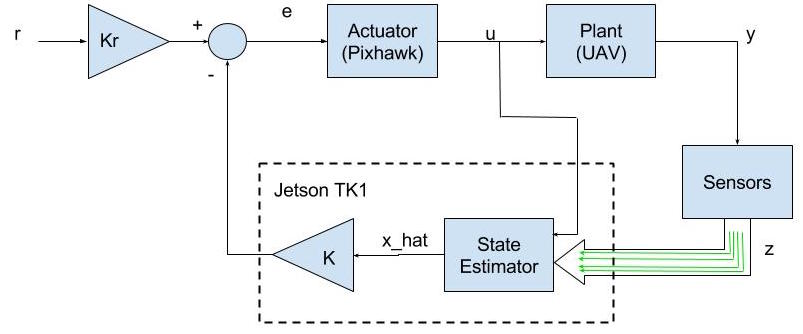 r
Kr
+
-
e
Actuator
(Pixhawk)
u
Plant
(UAV)
y
Sensors
z
Jetson TK1
K
x_hat
State
Estimator